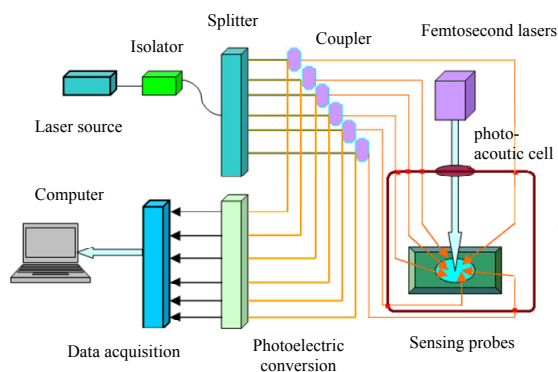 Splitter
Femtosecond lasers
Isolator
Coupler
Laser source
photo-
acoutic cell
Computer
Data acquisition
Photoelectric
conversion
Sensing probes